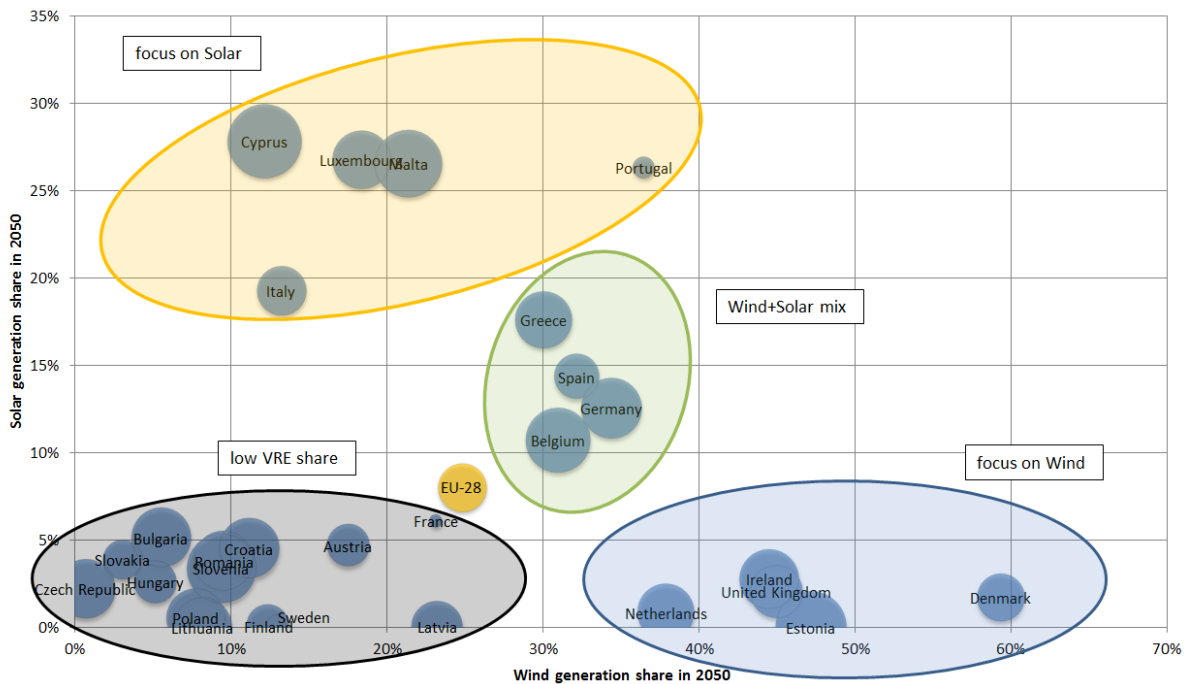 35%
focus on Solar
30%
Cyprus
Luxembourg
Malta
Portugal
25%
Solar generation share in 2050
20%
Italy
Wind+Solar mix
Greece
15%
Spain
Germany
Belgium
10%
low VRE share
focus on Wind
EU-28
France
5%
Bulgaria
Croatia
Austria
Slovakia
Romania
Slovenia
Hungary
Czech Republic
Ireland
United Kingdom
Denmark
Poland
Sweden
Netherlands
Lithuania
Finland
Latvia
Estonia
0%
0%
10%
20%
30%
40%
50%
60%
70%
Wind generation share in 2050